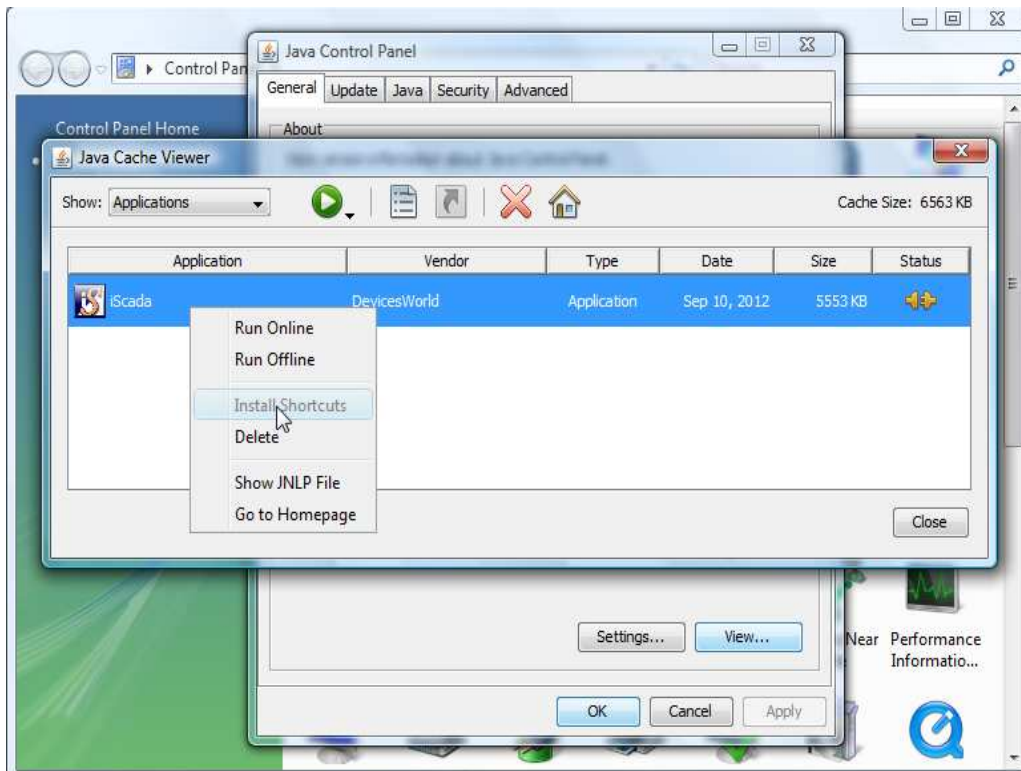 Control Pan
Java Control Panel
General Update Java Security Advanced
Control Panel Home
About
Java Cache Viewer
Show: Applications
Cache Size: 6563 KB
Application Vendor Type Date Size Status
iScada DevicesWorld Application Sep 10, 2012 5553 KB
Run Online
Run Offline
Install Shortcuts
Delete
Show JNLP File
Go to Homepage
Close
Settings... View...
Near Performance
Informatio...
OK Cancel Apply